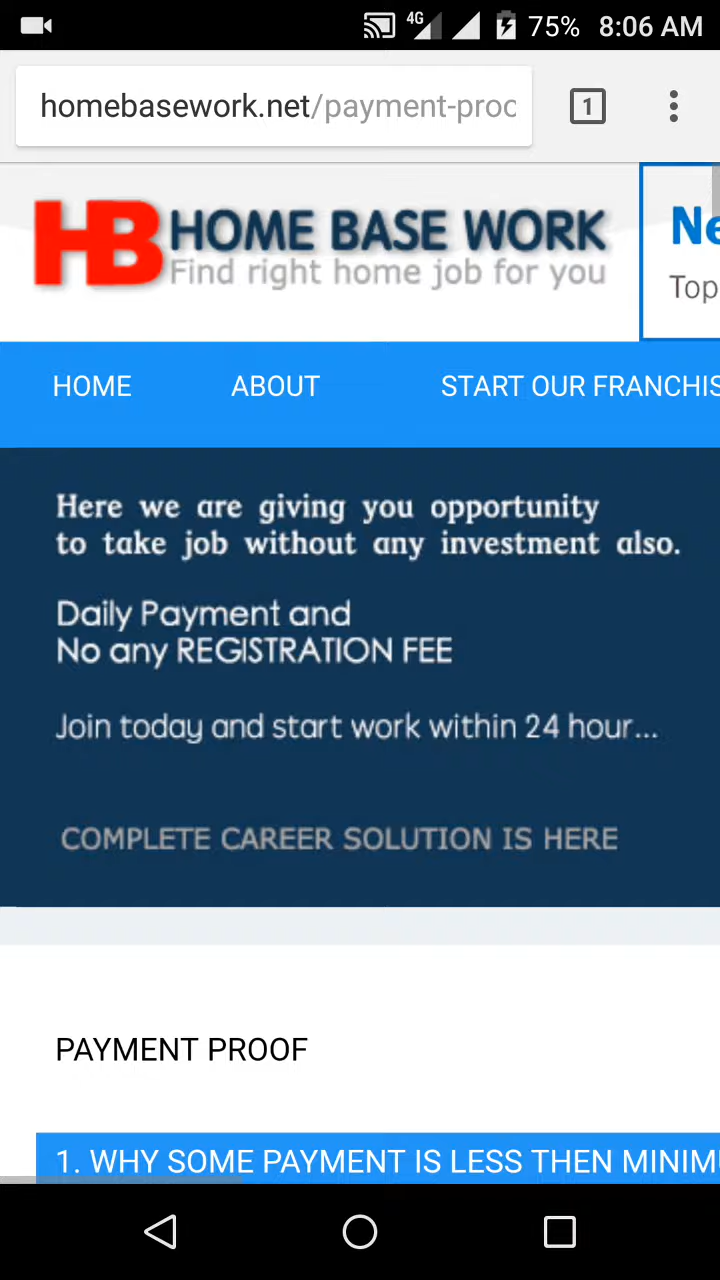 4G 75% 8:06 AM
homebasework.net/payment-proo
1
HB HOME BASE WORK
Find right home job for you
Ne
Top
HOME ABOUT START OUR FRANCHIS
Here we are giving you opportunity
to take job without any investment also.
Daily Payment and
No any REGISTRATION FEE
Join today and start work within 24 hour...
COMPLETE CAREER SOLUTION IS HERE
PAYMENT PROOF
1. WHY SOME PAYMENT IS LESS THEN MINIM